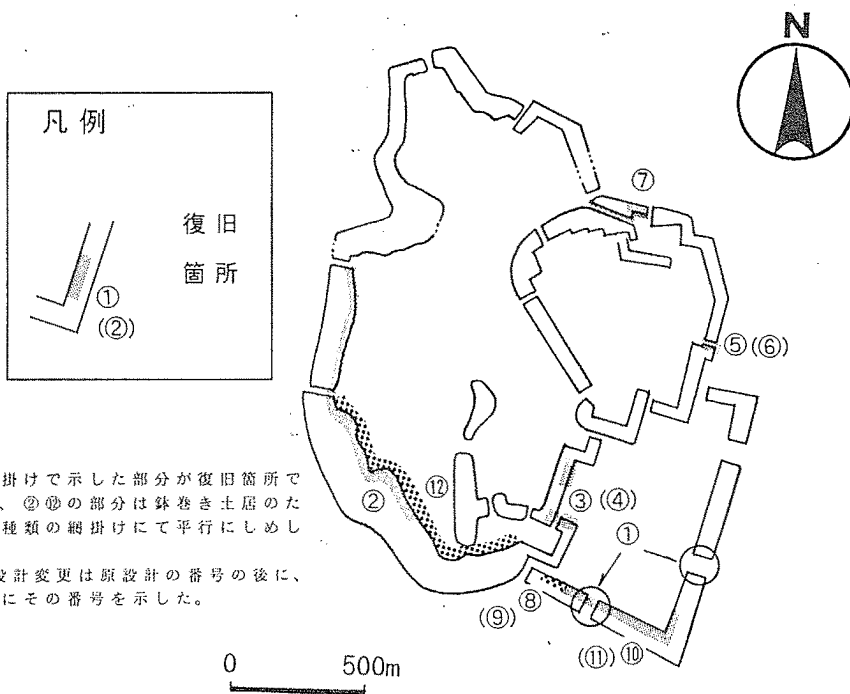 N
凡例
復旧
箇所
①
(②)
⑦
⑤(⑥)
⑫
②
③(④)
①
⑧
(⑨)
(⑪)⑩
掛けで示した部分が復旧箇所で
、②⑫の部分は鉢巻き土居のた
種類の網掛けにて平行にしめし
設計変更は原設計の番号の後に、
にその番号を示した。
0 500m